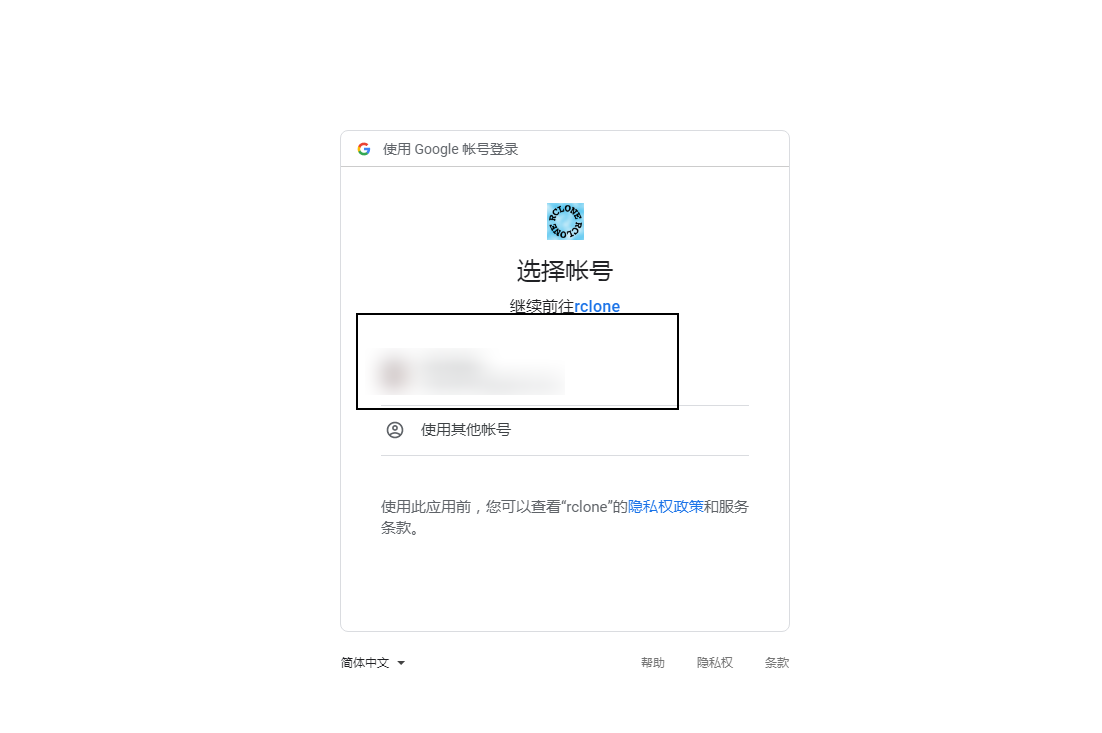 使用 Google 帐号登录
RCLONE RCLONE
选择帐号
继续前往rclone
使用其他帐号
使用此应用前，您可以查看“rclone”的隐私权政策和服务
条款。
简体中文
帮助
隐私权
条款